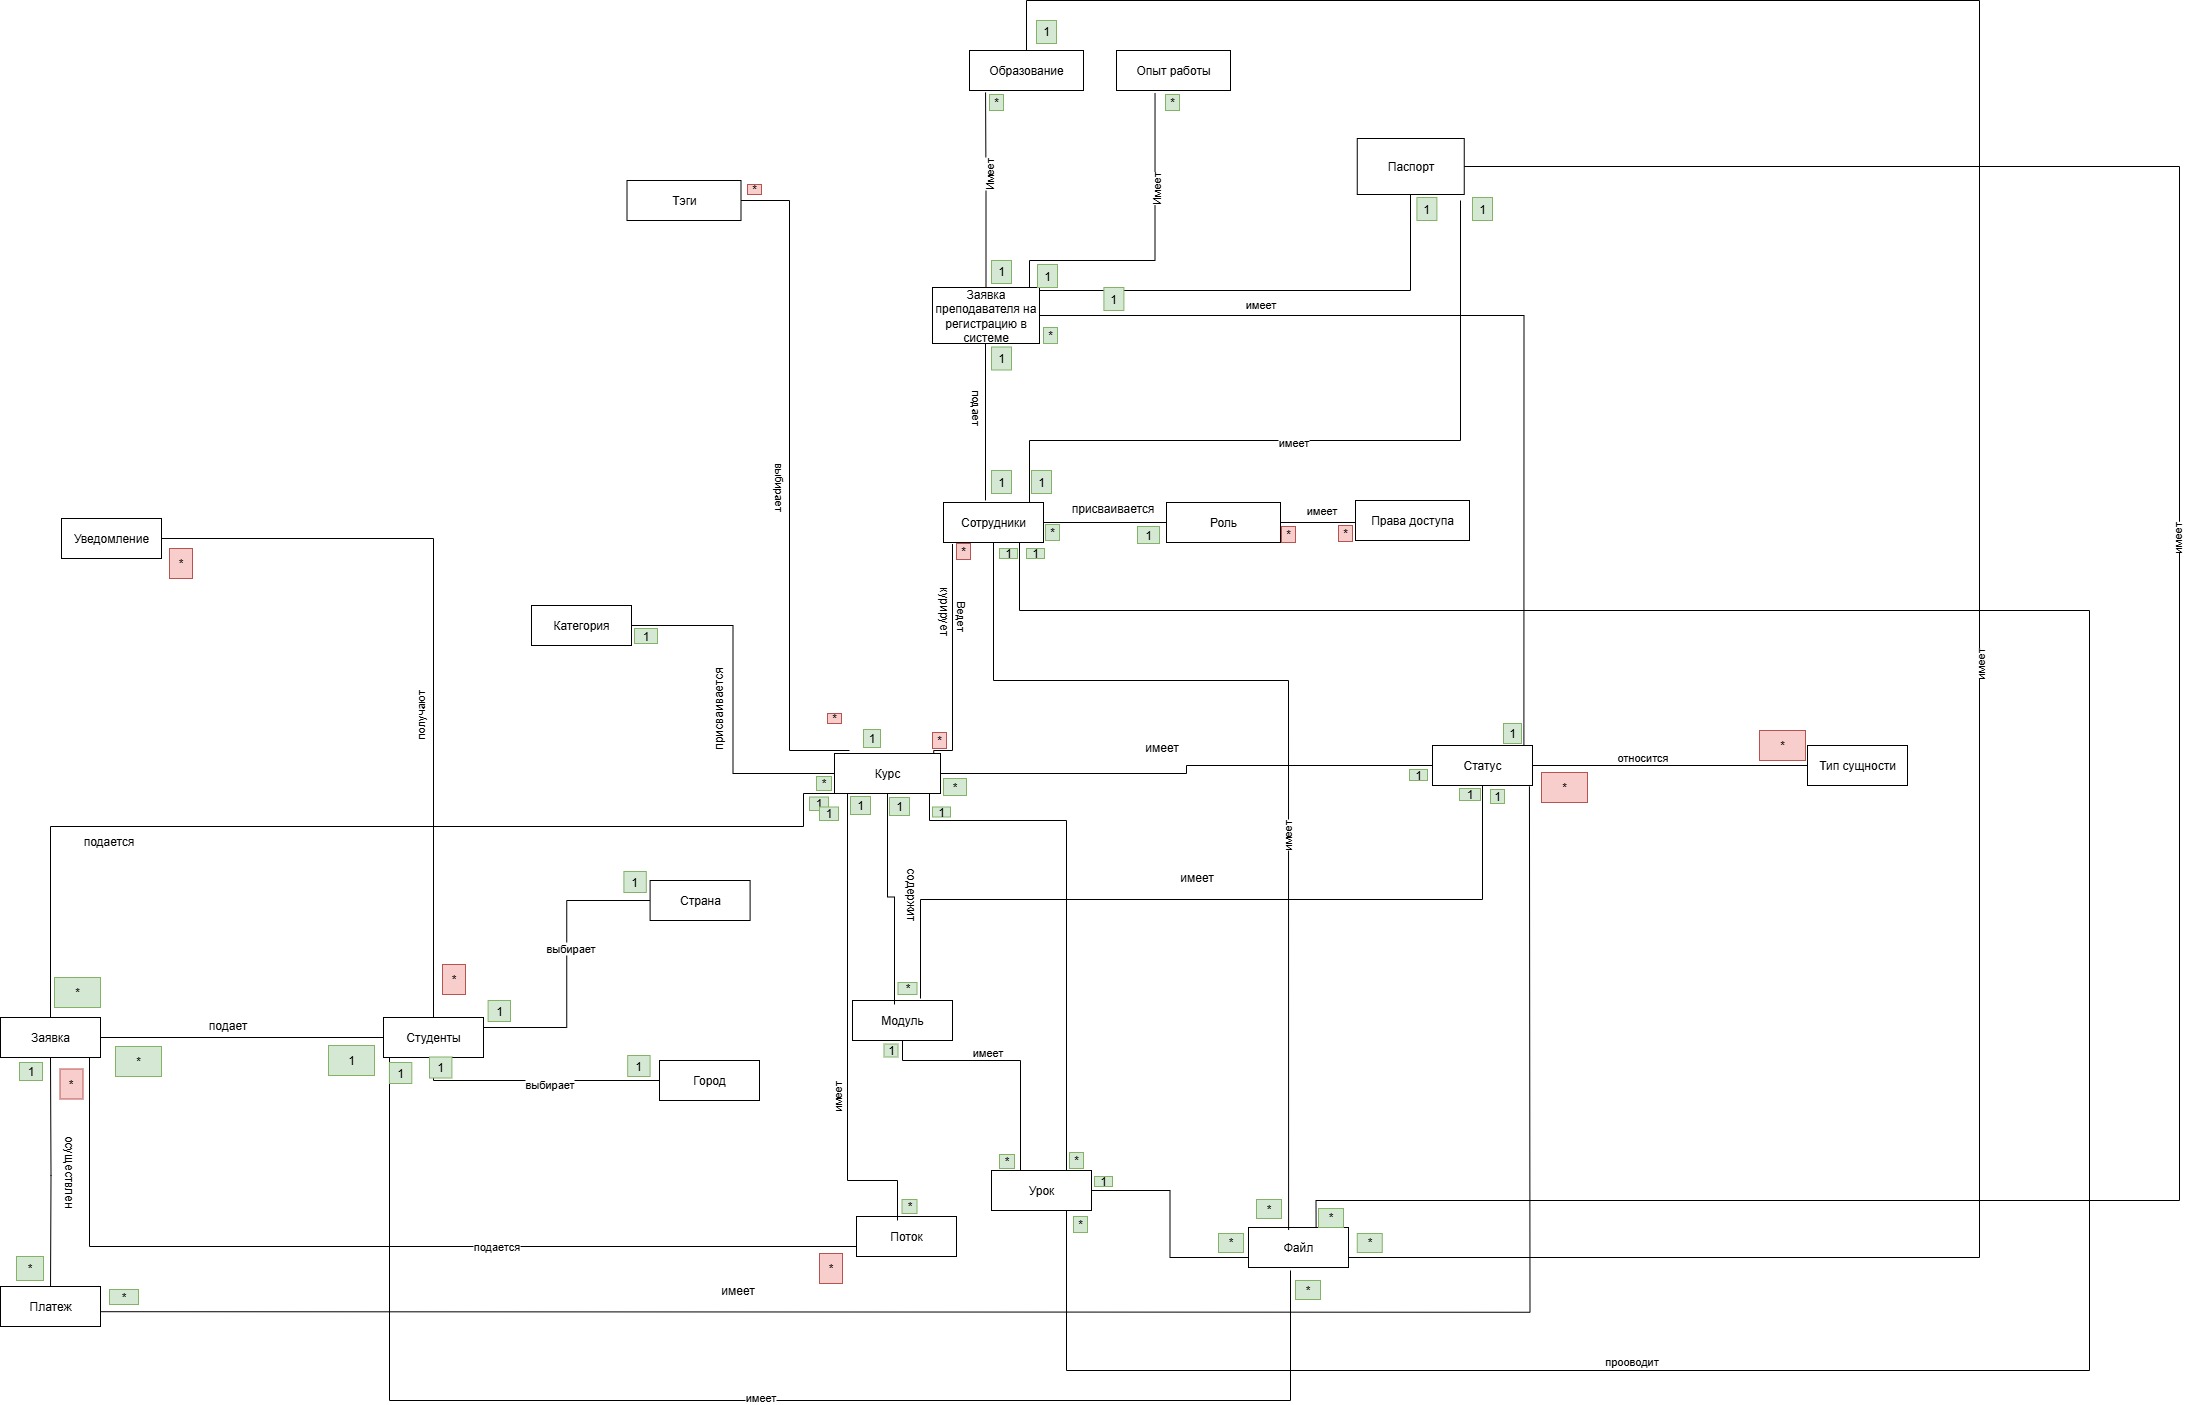 1
Образование
Опыт работы
*
*
Паспорт
Имеет
Имеет
Тэги
*
1
1
1
1
Заявка
преподавателя на
регистрацию в
системе
1
имеет
*
1
подает
имеет
выбирает
1
1
Сотрудники
присваивается
*
1
Роль
*
имеет
*
Права доступа
имеет
Уведомление
*
*
1
1
Ведет
курирует
Категория
1
присваивается
имеет
получают
*
1
*
имеет
1
*
Курс
Статус
относится
Тип сущности
*
*
1
*
1
1
1
1
1
1
1
подается
имеет
содержит
имеет
1
Страна
выбирает
*
*
1
*
Заявка
подает
Студенты
Модуль
1
*
1
1
1
*
1
Город
выбирает
1
имеет
осуществлен
имеет
*
*
1
Урок
*
*
*
*
Поток
подается
*
*
Файл
*
*
*
*
Платеж
имеет
прооводит
имеет